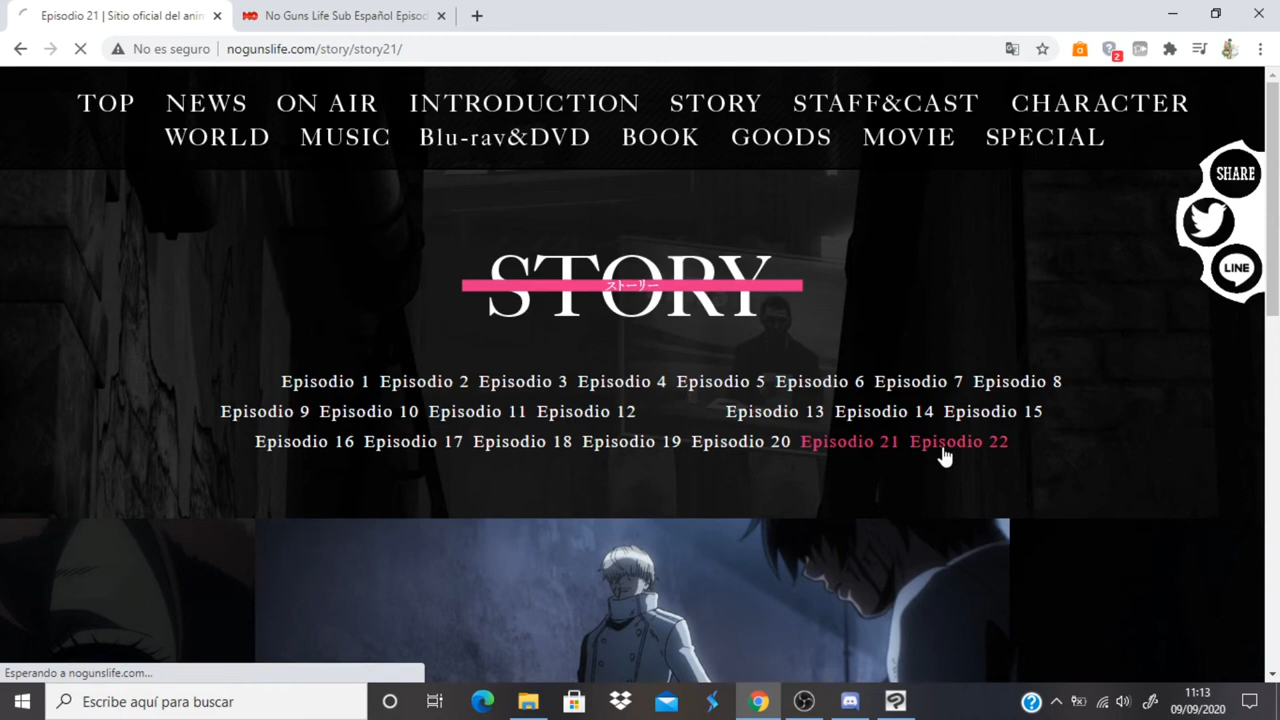 Episodio 21 | Sitio oficial del anin
No Guns Life Sub Español Episod
No es seguro
nogunslife.com/story/story21/
2
TOP NEWS ON AIR INTRODUCTION STORY STAFF&CAST CHARACTER
WORLD MUSIC Blu-ray&DVD BOOK GOODS MOVIE SPECIAL
SHARE
LINE
STORY
ストーリー
Episodio 1 Episodio 2 Episodio 3 Episodio 4 Episodio 5 Episodio 6 Episodio 7 Episodio 8
Episodio 9 Episodio 10 Episodio 11 Episodio 12 Episodio 13 Episodio 14 Episodio 15
Episodio 16 Episodio 17 Episodio 18 Episodio 19 Episodio 20 Episodio 21 Episodio 22
Esperando a nogunslife.com...
Escribe aquí para buscar
11:13
09/09/2020